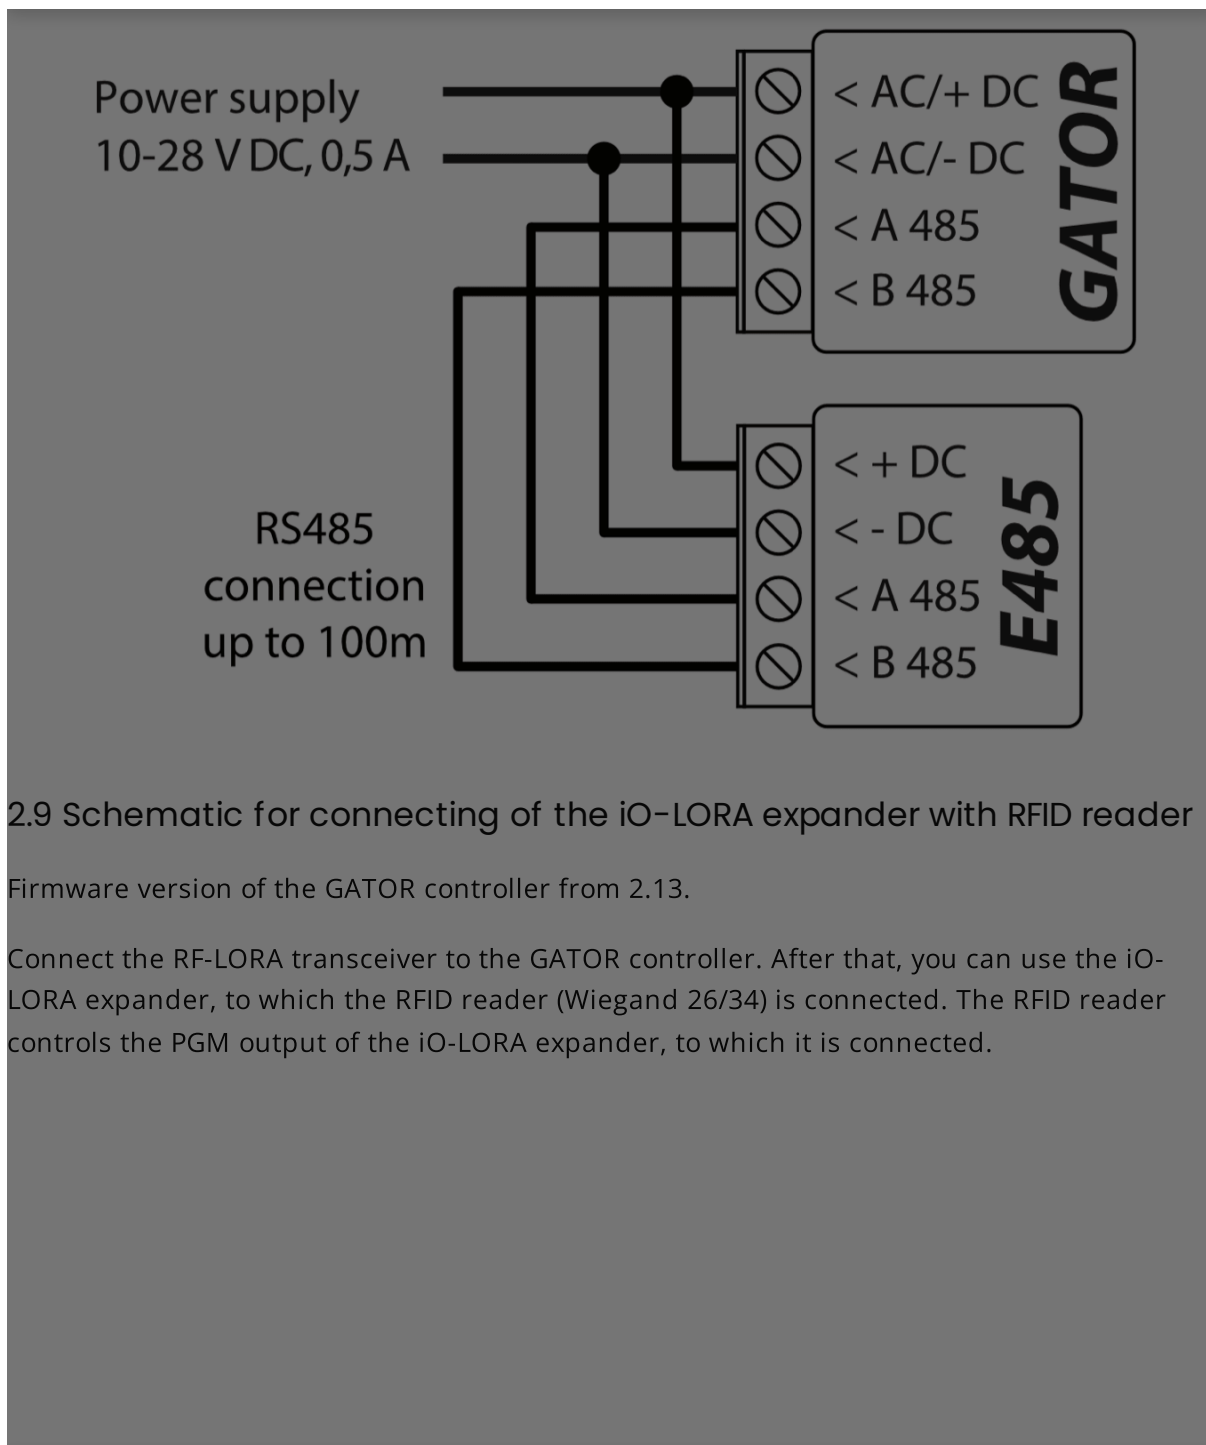 Power supply
10-28 V DC, 0,5 A
< AC/+ DC
< AC/- DC
< A 485
< B 485
GATOR
< + DC
< - DC
< A 485
< B 485
E485
RS485
connection
up to 100m
2.9 Schematic for connecting of the iO-LORA expander with RFID reader
Firmware version of the GATOR controller from 2.13.
Connect the RF-LORA transceiver to the GATOR controller. After that, you can use the iO-
LORA expander, to which the RFID reader (Wiegand 26/34) is connected. The RFID reader
controls the PGM output of the iO-LORA expander, to which it is connected.